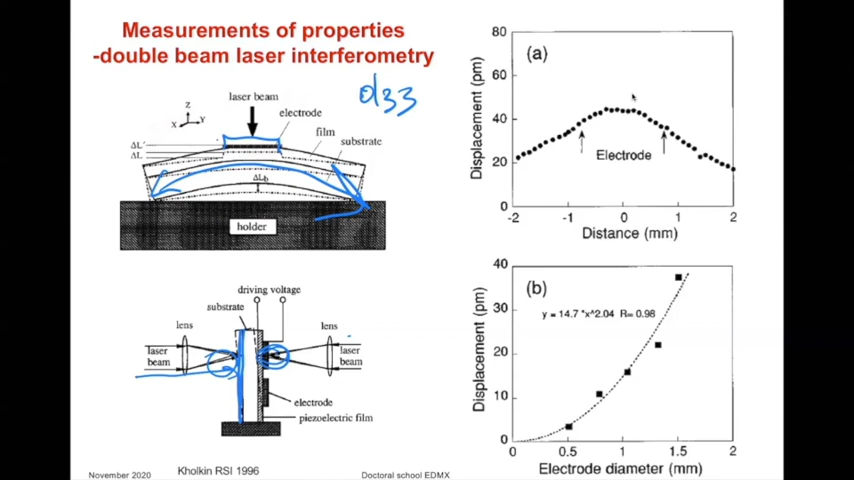 Measurements of properties
-double beam laser interferometry
d33
laser beam
electrode
film
substrate
Z
X
Y
ΔL'
ΔL
ΔLb
holder
driving voltage
substrate
lens
lens
laser
beam
laser
beam
electrode
piezoelectric film
(a)
Displacement (pm)
80
60
40
20
0
Electrode
-2
-1
0
1
2
Distance (mm)
(b)
y = 14.7 *x^2.04 R= 0.98
Displacement (pm)
40
30
20
10
0
0
0.5
1
1.5
2
Electrode diameter (mm)
November 2020
Kholkin RSI 1996
Doctoral school EDMX